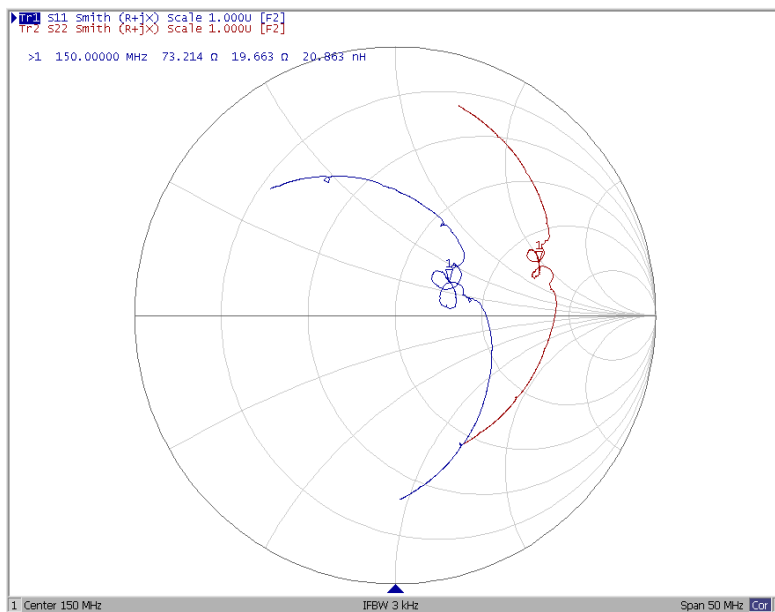 Tr1 S11 Smith (R+jX) Scale 1.000U [F2]
Tr2 S22 Smith (R+jX) Scale 1.000U [F2]
>1 150.00000 MHz 73.214 Ω 19.663 Ω 20.863 nH
1
1
1 Center 150 MHz IFBW 3 kHz Span 50 MHz Cor